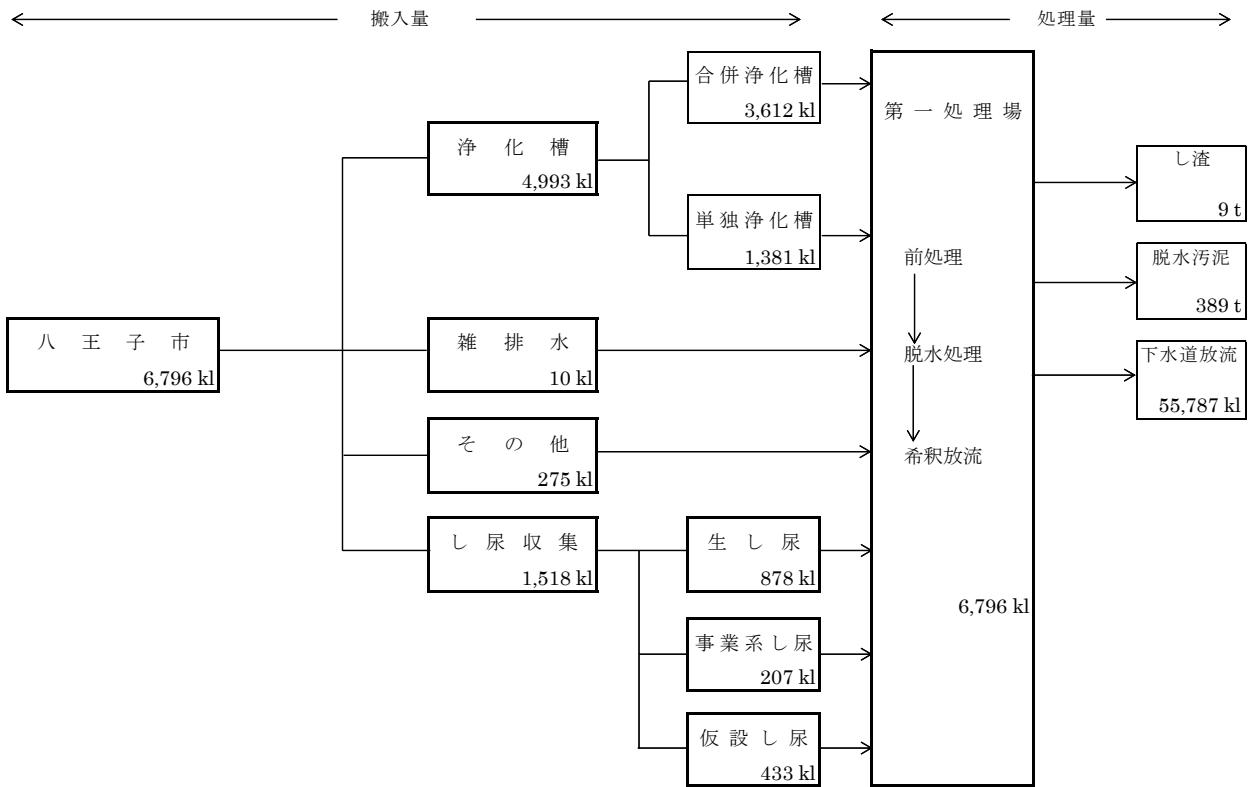 搬入量
処理量
合併浄化槽
3,612 kl
第一処理場
浄化槽
4,993 kl
し渣
9 t
単独浄化槽
1,381 kl
前処理
脱水汚泥
389 t
八王子市
6,796 kl
雑排水
10 kl
脱水処理
下水道放流
55,787 kl
その他
275 kl
希釈放流
し尿収集
1,518 kl
生し尿
878 kl
6,796 kl
事業系し尿
207 kl
仮設し尿
433 kl